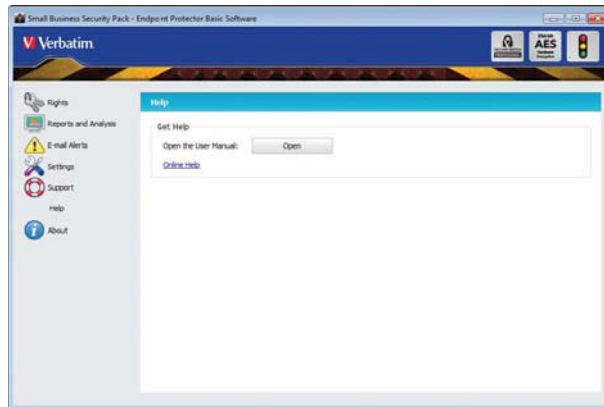 Small Business Security Pack - Endpoint Protector Basic Software
Verbatim.
AES
Rights
Reports and Analysis
E-mail Alerts
Settings
Support
Help
About
Help
Get Help
Open the User Manual:
Open
Online Help